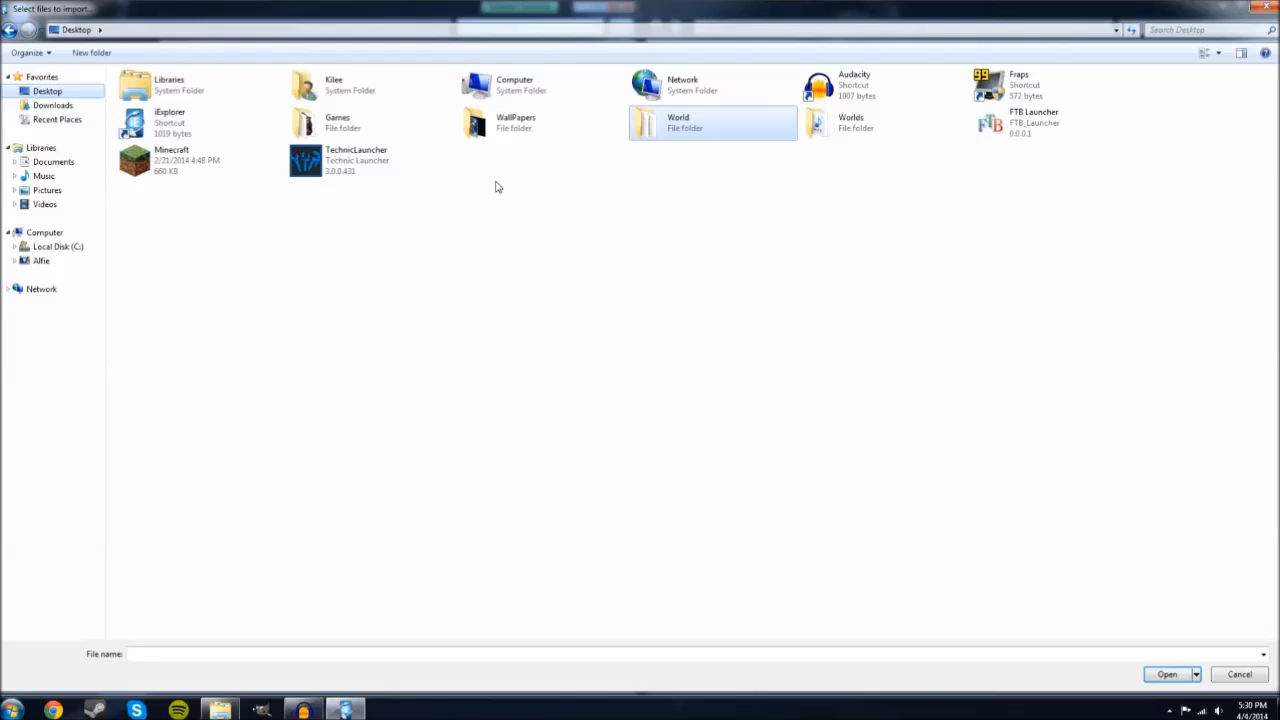 Select files to import...
Desktop
Search Desktop
Organize
New folder
Favorites
Desktop
Downloads
Recent Places
Libraries
Documents
Music
Pictures
Videos
Computer
Local Disk (C:)
Alfie
Network
Libraries
System Folder
Kilee
System Folder
Computer
System Folder
Network
System Folder
Audacity
Shortcut
1007 bytes
99
Fraps
Shortcut
572 bytes
iExplorer
Shortcut
1019 bytes
Games
File folder
WallPapers
File folder
World
File folder
Worlds
File folder
FTB
FTB Launcher
FTB_Launcher
0.0.0.1
Minecraft
2/21/2014 4:48 PM
660 KB
TechnicLauncher
Technic Launcher
3.0.0.431
File name:
Open
Cancel
5:30 PM
4/4/2014